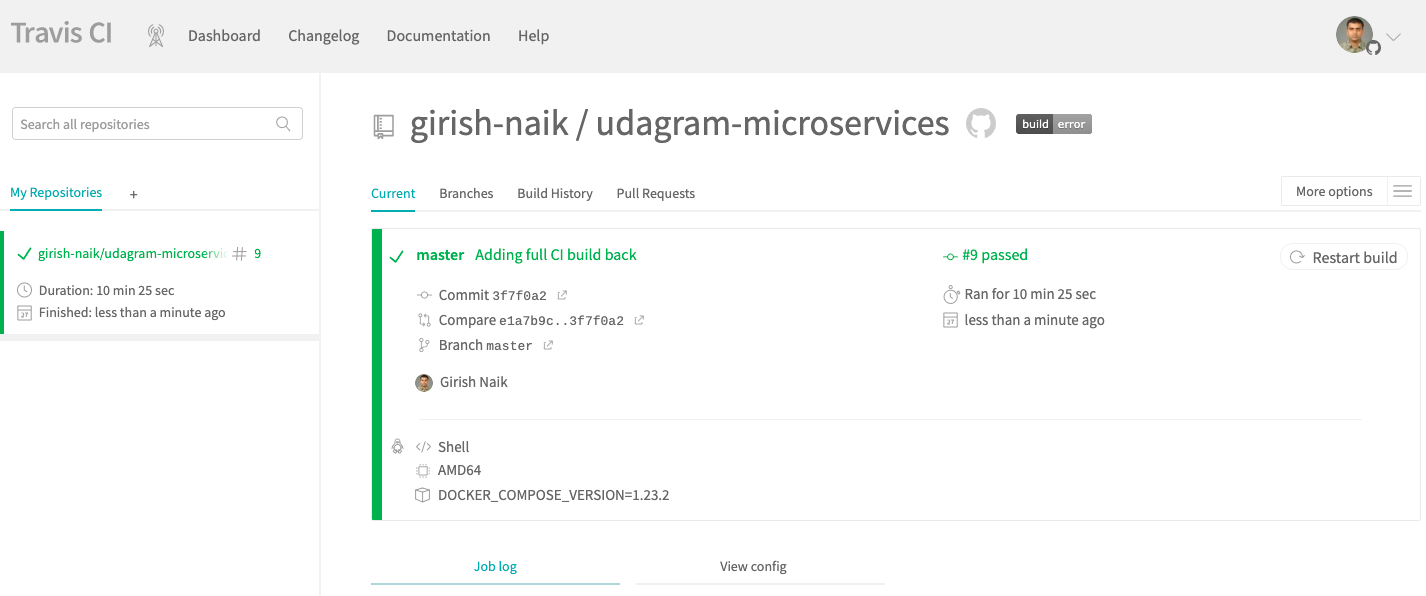 Travis CI
Dashboard Changelog Documentation Help
Search all repositories
My Repositories +
girish-naik/udagram-microservic # 9
Duration: 10 min 25 sec
Finished: less than a minute ago
girish-naik / udagram-microservices build error
Current Branches Build History Pull Requests More options
master Adding full CI build back #9 passed Restart build
Commit 3f7f0a2 Ran for 10 min 25 sec
Compare e1a7b9c..3f7f0a2 less than a minute ago
Branch master
Girish Naik
Shell
AMD64
DOCKER_COMPOSE_VERSION=1.23.2
Job log View config